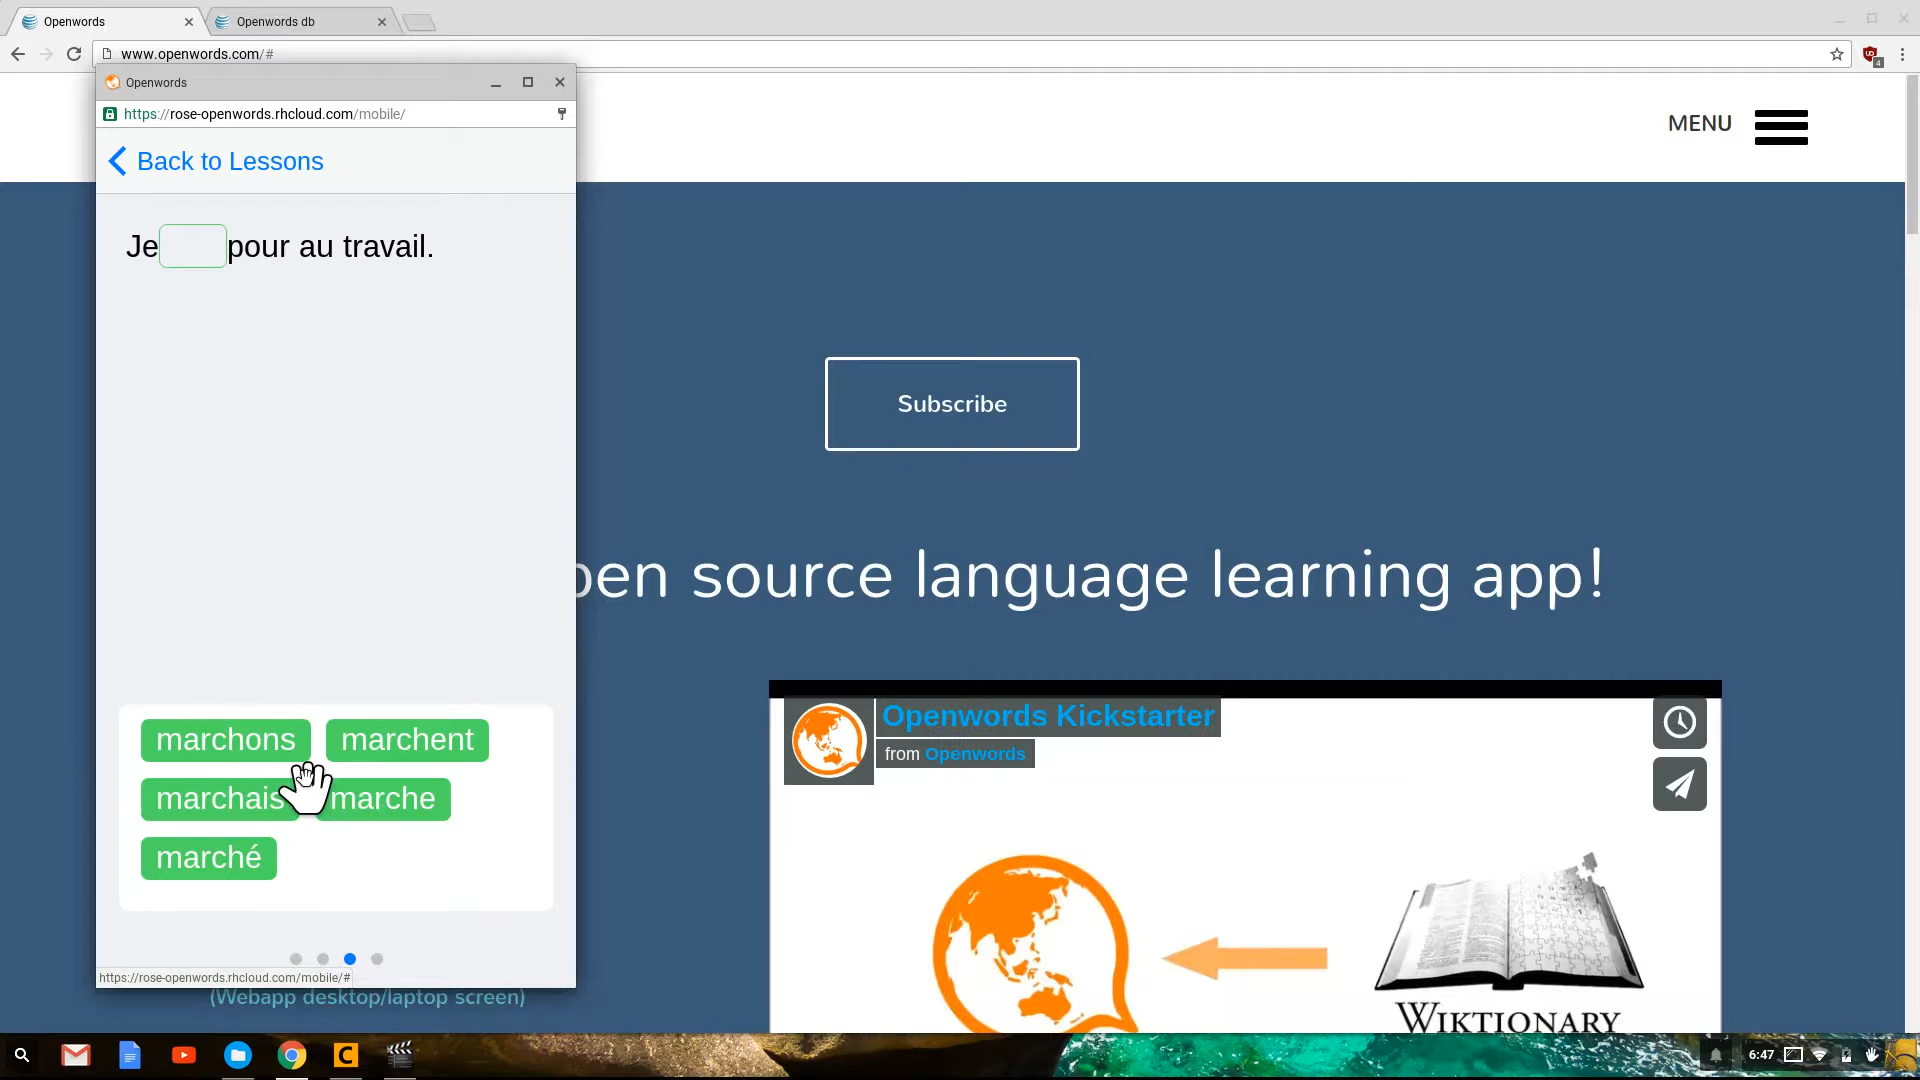 Openwords
Openwords db
www.openwords.com/#
4
Openwords
https://rose-openwords.rhcloud.com/mobile/
MENU
Back to Lessons
Je pour au travail.
Subscribe
pen source language learning app!
marchons marchent
marchais marche
marché
Openwords Kickstarter
from Openwords
WIKTIONARY
https://rose-openwords.rhcloud.com/mobile/#
(Webapp desktop/laptop screen)
6:47